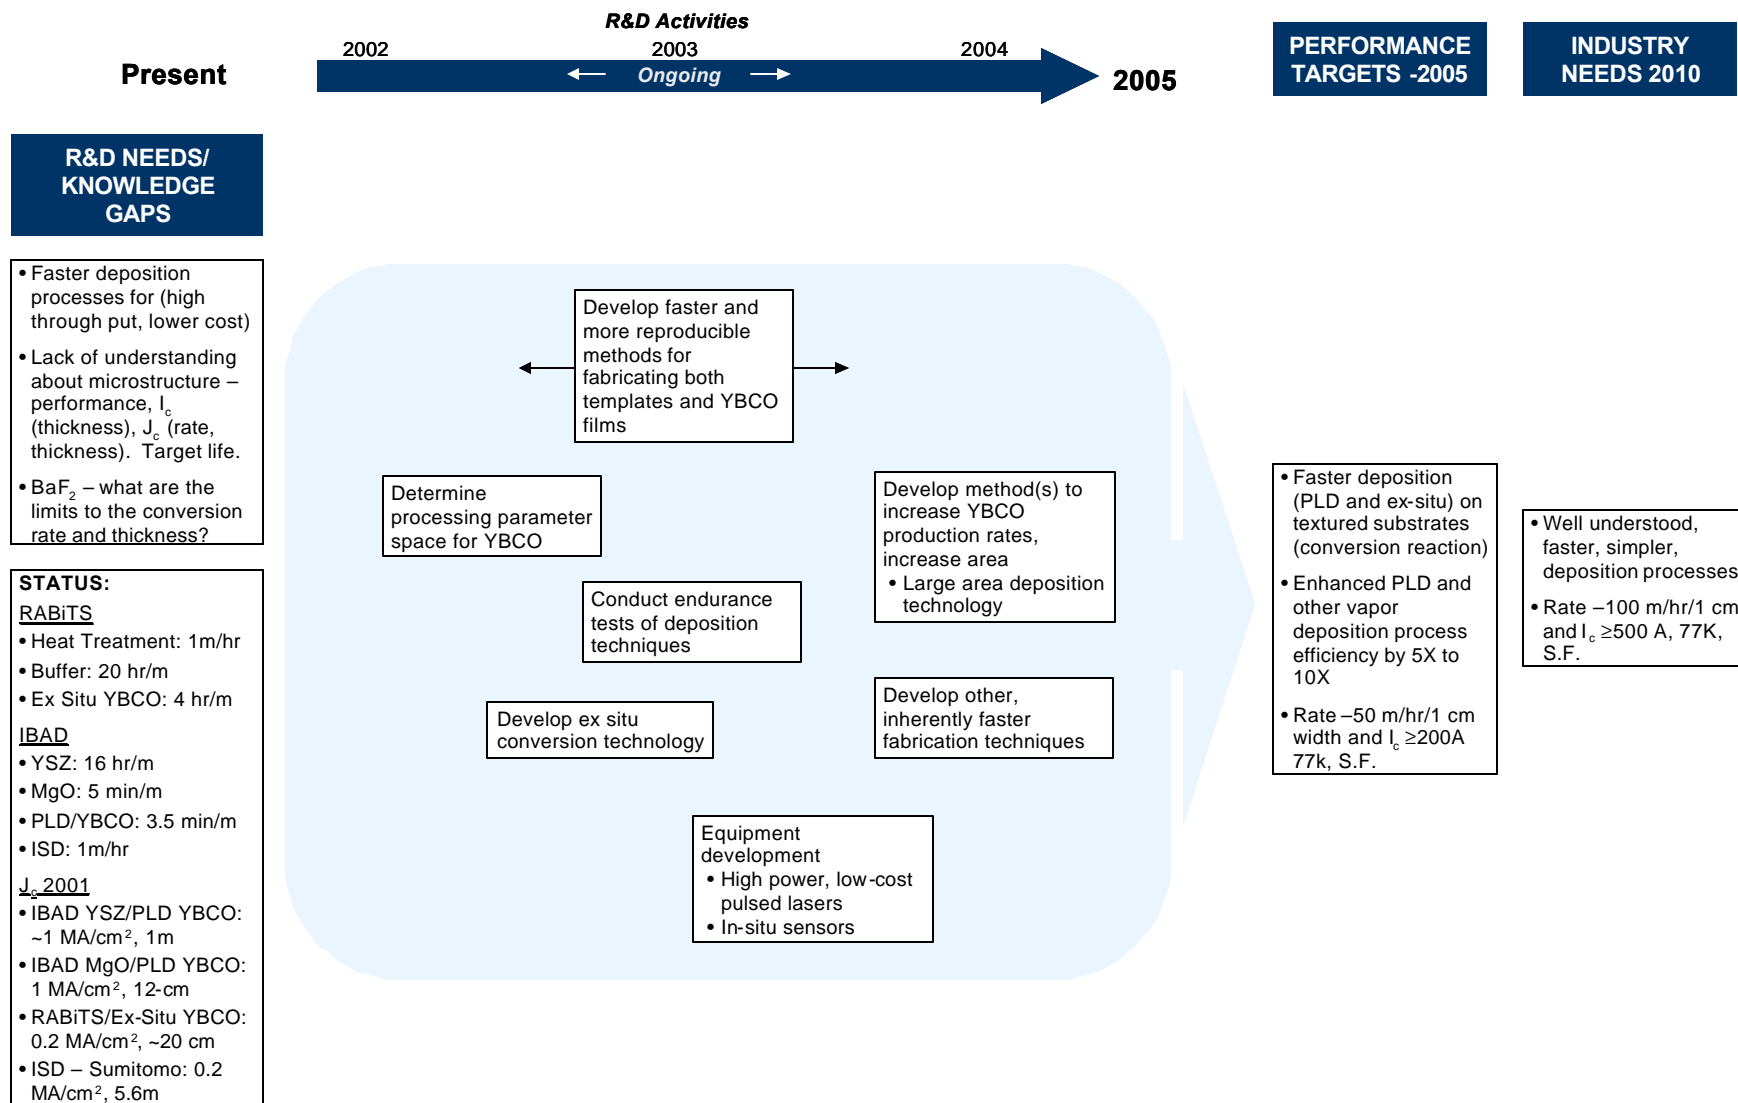 R&D Activities
2002
2003
2004
Present
Ongoing
2005
PERFORMANCE
TARGETS -2005
INDUSTRY
NEEDS 2010
R&D NEEDS/
KNOWLEDGE
GAPS
• Faster deposition
processes for (high
through put, lower cost)
• Lack of understanding
about microstructure –
performance, Ic
(thickness), Jc (rate,
thickness). Target life.
• BaF2 – what are the
limits to the conversion
rate and thickness?
STATUS:
RABiTS
• Heat Treatment: 1m/hr
• Buffer: 20 hr/m
• Ex Situ YBCO: 4 hr/m
IBAD
• YSZ: 16 hr/m
• MgO: 5 min/m
• PLD/YBCO: 3.5 min/m
• ISD: 1m/hr
Jc 2001
• IBAD YSZ/PLD YBCO:
~1 MA/cm², 1m
• IBAD MgO/PLD YBCO:
1 MA/cm², 12-cm
• RABiTS/Ex-Situ YBCO:
0.2 MA/cm², ~20 cm
• ISD – Sumitomo: 0.2
MA/cm², 5.6m
Develop faster and
more reproducible
methods for
fabricating both
templates and YBCO
films
Determine
processing parameter
space for YBCO
Develop method(s) to
increase YBCO
production rates,
increase area
• Large area deposition
technology
Conduct endurance
tests of deposition
techniques
Develop ex situ
conversion technology
Develop other,
inherently faster
fabrication techniques
Equipment
development
• High power, low-cost
pulsed lasers
• In-situ sensors
• Faster deposition
(PLD and ex-situ) on
textured substrates
(conversion reaction)
• Enhanced PLD and
other vapor
deposition process
efficiency by 5X to
10X
• Rate –50 m/hr/1 cm
width and Ic ≥200A
77k, S.F.
• Well understood,
faster, simpler,
deposition processes
• Rate –100 m/hr/1 cm
and Ic ≥500 A, 77K,
S.F.